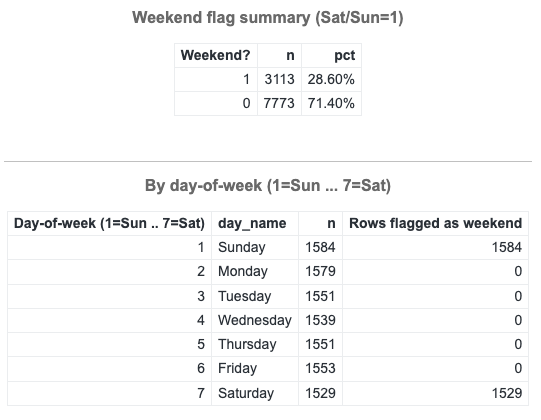 Weekend flag summary (Sat/Sun=1)
Weekend? n pct
1 3113 28.60%
0 7773 71.40%
By day-of-week (1=Sun ... 7=Sat)
Day-of-week (1=Sun .. 7=Sat) day_name n Rows flagged as weekend
1 Sunday 1584 1584
2 Monday 1579 0
3 Tuesday 1551 0
4 Wednesday 1539 0
5 Thursday 1551 0
6 Friday 1553 0
7 Saturday 1529 1529